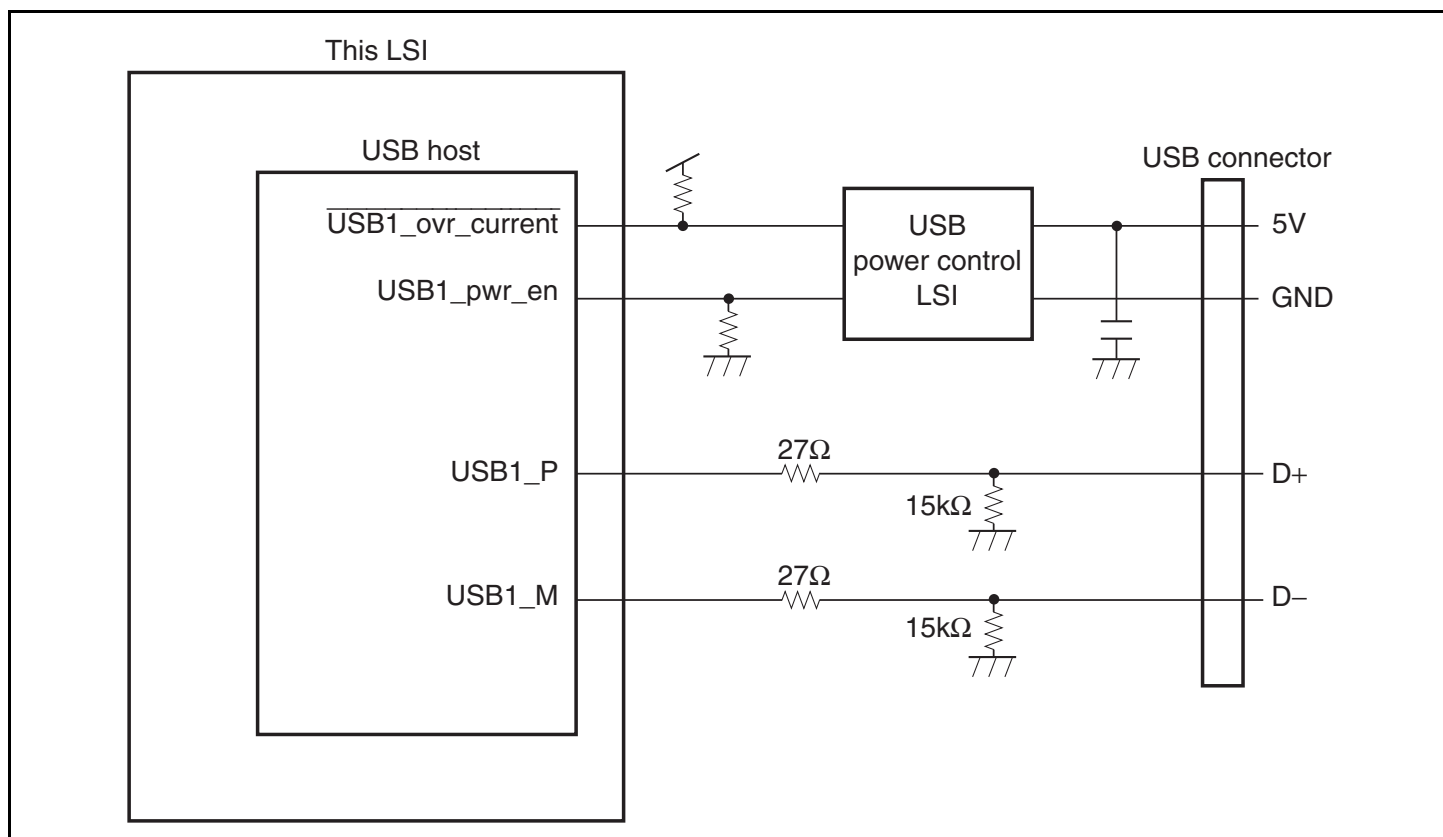 This LSI
USB host
USB connector
USB1_ovr_current
USB
power control
LSI
5V
USB1_pwr_en
GND
27Ω
USB1_P
D+
15kΩ
27Ω
USB1_M
D−
15kΩ